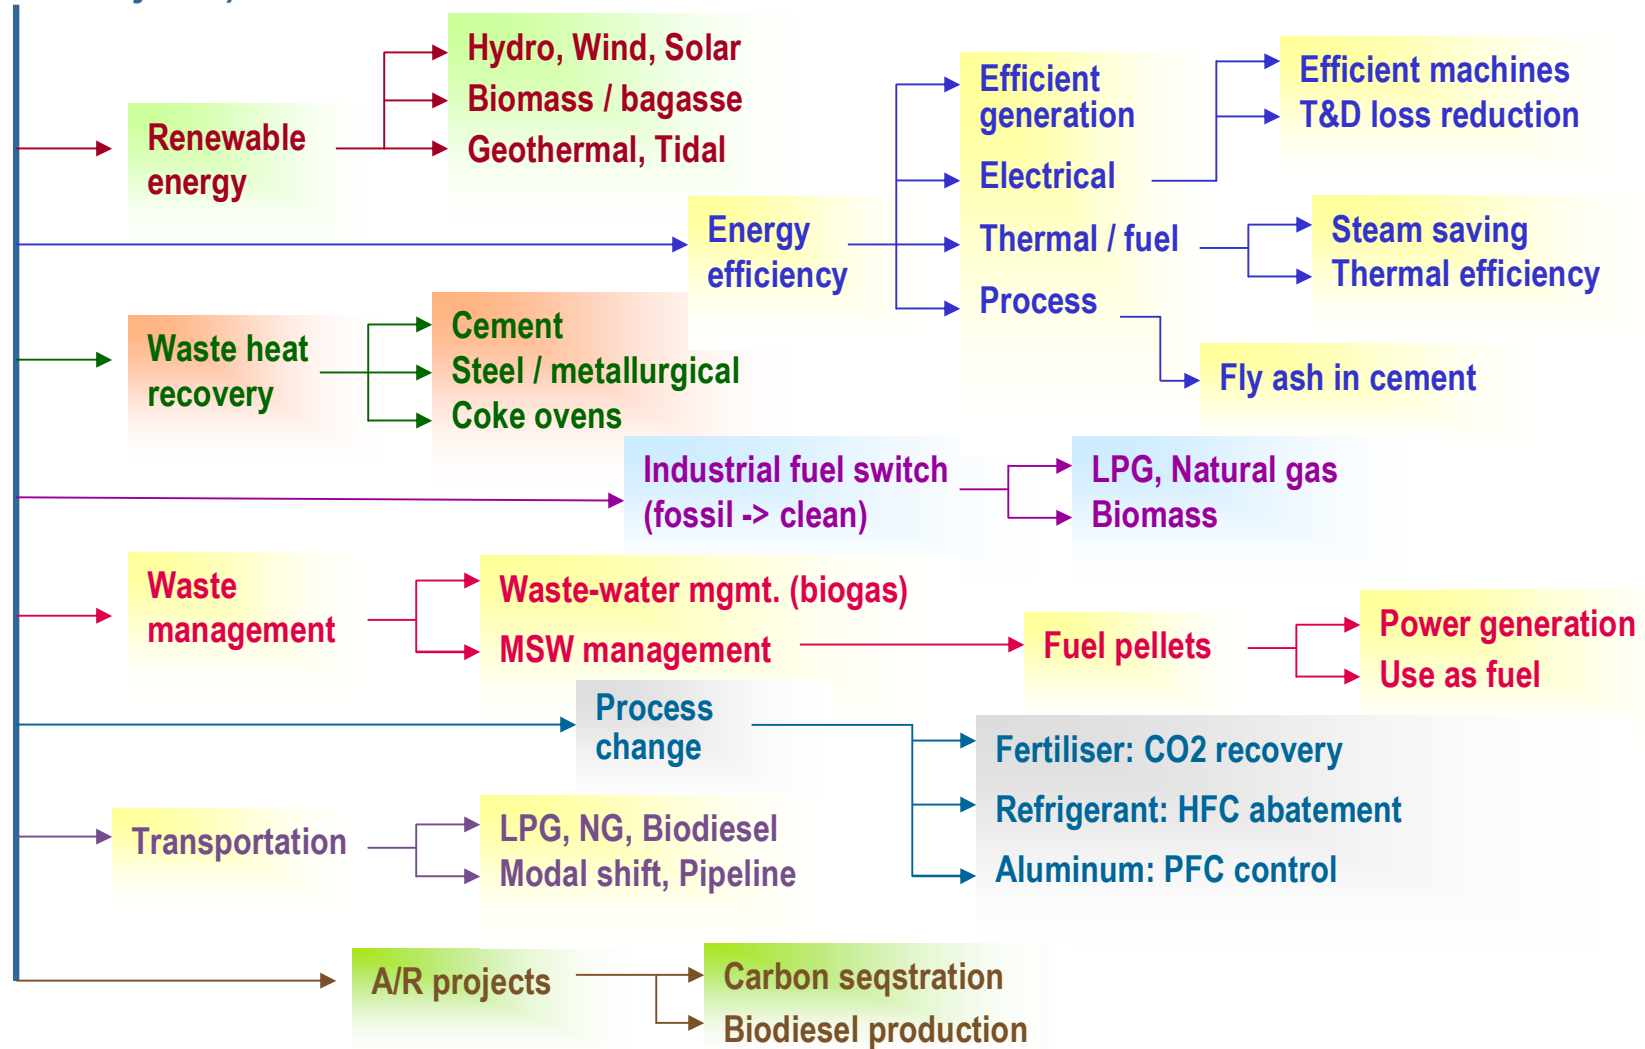 Hydro, Wind, Solar
Biomass / bagasse
Geothermal, Tidal
Renewable
energy
Efficient
generation
Electrical
Thermal / fuel
Process
Efficient machines
T&D loss reduction
Energy
efficiency
Steam saving
Thermal efficiency
Fly ash in cement
Waste heat
recovery
Cement
Steel / metallurgical
Coke ovens
Industrial fuel switch
(fossil -> clean)
LPG, Natural gas
Biomass
Waste
management
Waste-water mgmt. (biogas)
MSW management
Fuel pellets
Power generation
Use as fuel
Process
change
Fertiliser: CO2 recovery
Refrigerant: HFC abatement
Aluminum: PFC control
Transportation
LPG, NG, Biodiesel
Modal shift, Pipeline
A/R projects
Carbon seqstration
Biodiesel production